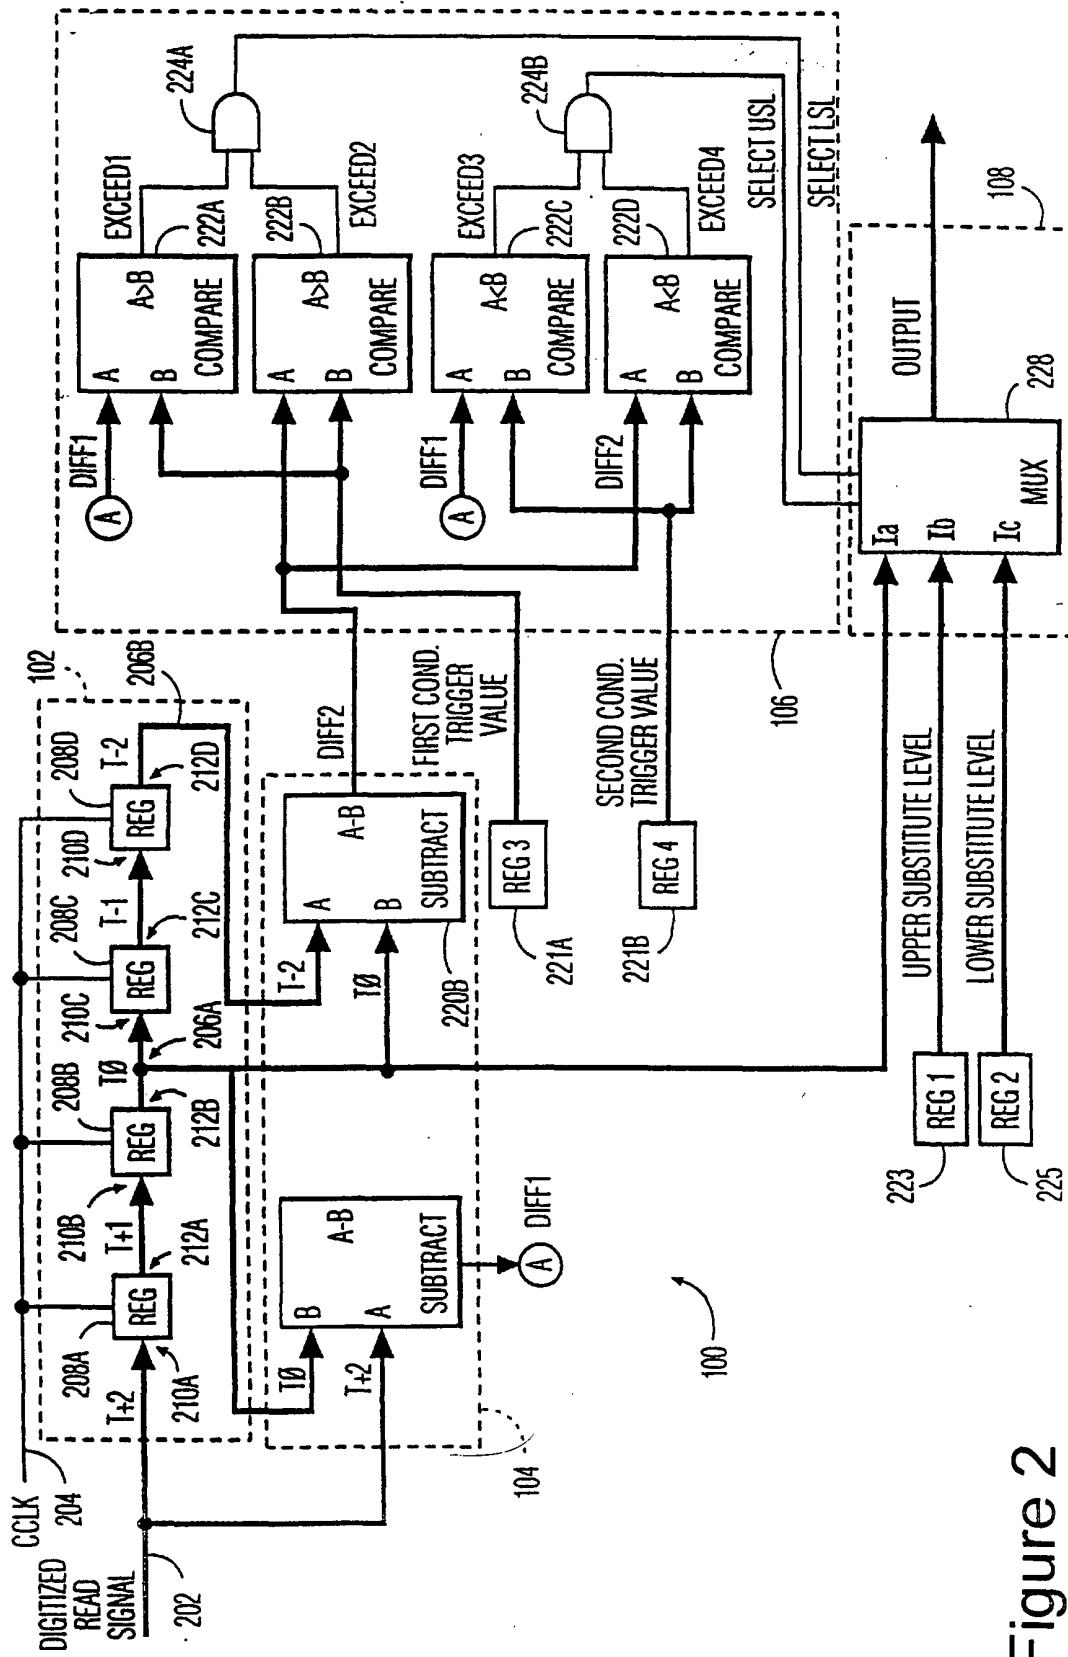 DIGITIZED
READ
SIGNAL
202
CCLK
204
T+2
208A
210A
REG
212A
T+1
210B
208B
REG
212B
TØ
206A
210C
208C
REG
212C
T-1
210D
208D
REG
212D
T-2
206B
102
TØ
T+2
B
A
A-B
SUBTRACT
A
DIFF1
104
T-2
TØ
A
B
A-B
SUBTRACT
220B
DIFF2
FIRST COND.
TRIGGER
VALUE
REG 3
221A
SECOND COND.
TRIGGER VALUE
REG 4
221B
106
A
DIFF1
A
B
A>B
COMPARE
222A
EXCEED1
A
B
A>B
COMPARE
222B
EXCEED2
224A
A
DIFF1
A
B
A<B
COMPARE
222C
EXCEED3
DIFF2
A
B
A<B
COMPARE
222D
EXCEED4
224B
SELECT USL
SELECT LSL
UPPER SUBSTITUTE LEVEL
LOWER SUBSTITUTE LEVEL
REG 1
223
REG 2
225
Ia
Ib
Ic
MUX
228
OUTPUT
108
100
Figure 2